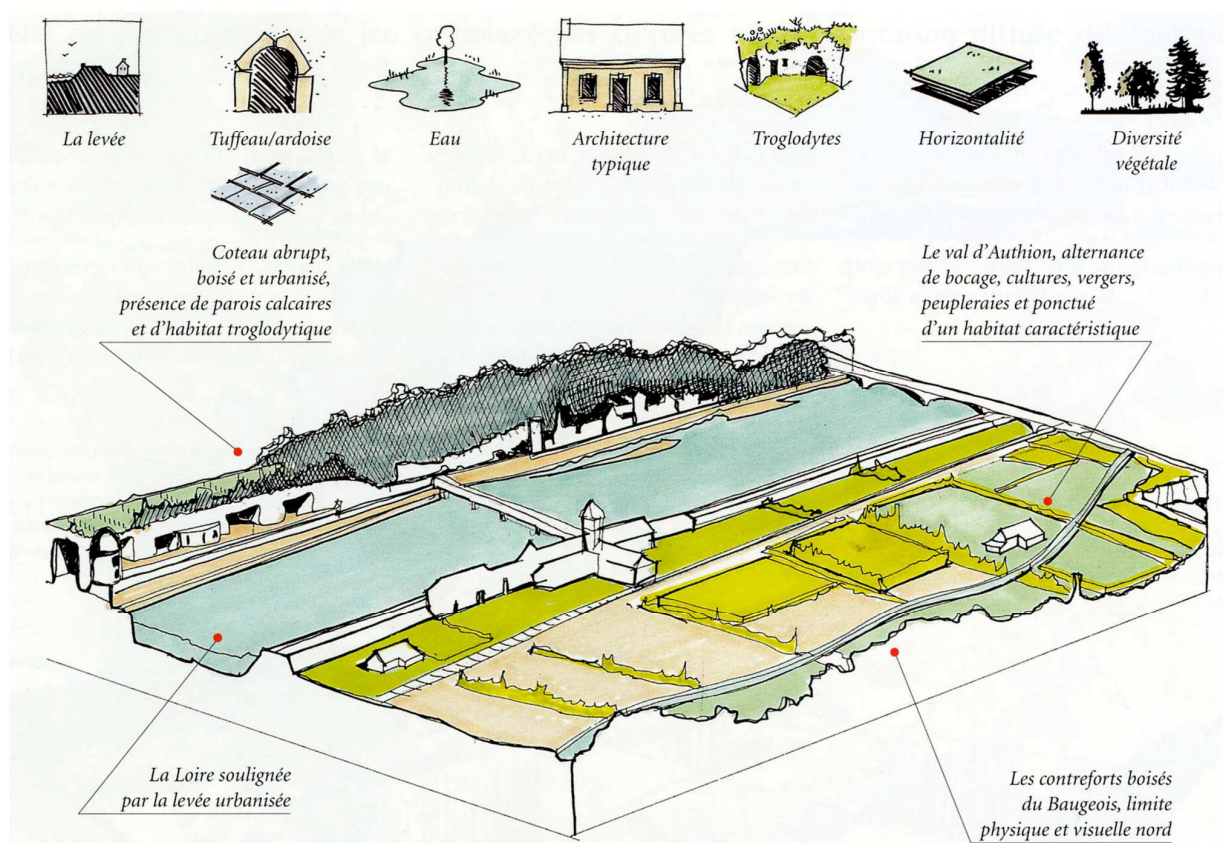 La levée
Tuffeau/ardoise
Eau
Architecture
typique
Troglodytes
Horizontalité
Diversité
végétale
Coteau abrupt,
boisé et urbanisé,
présence de parois calcaires
et d’habitat troglodytique
Le val d’Authion, alternance
de bocage, cultures, vergers,
peupleraies et ponctué
d’un habitat caractéristique
La Loire soulignée
par la levée urbanisée
Les contreforts boisés
du Baugeois, limite
physique et visuelle nord